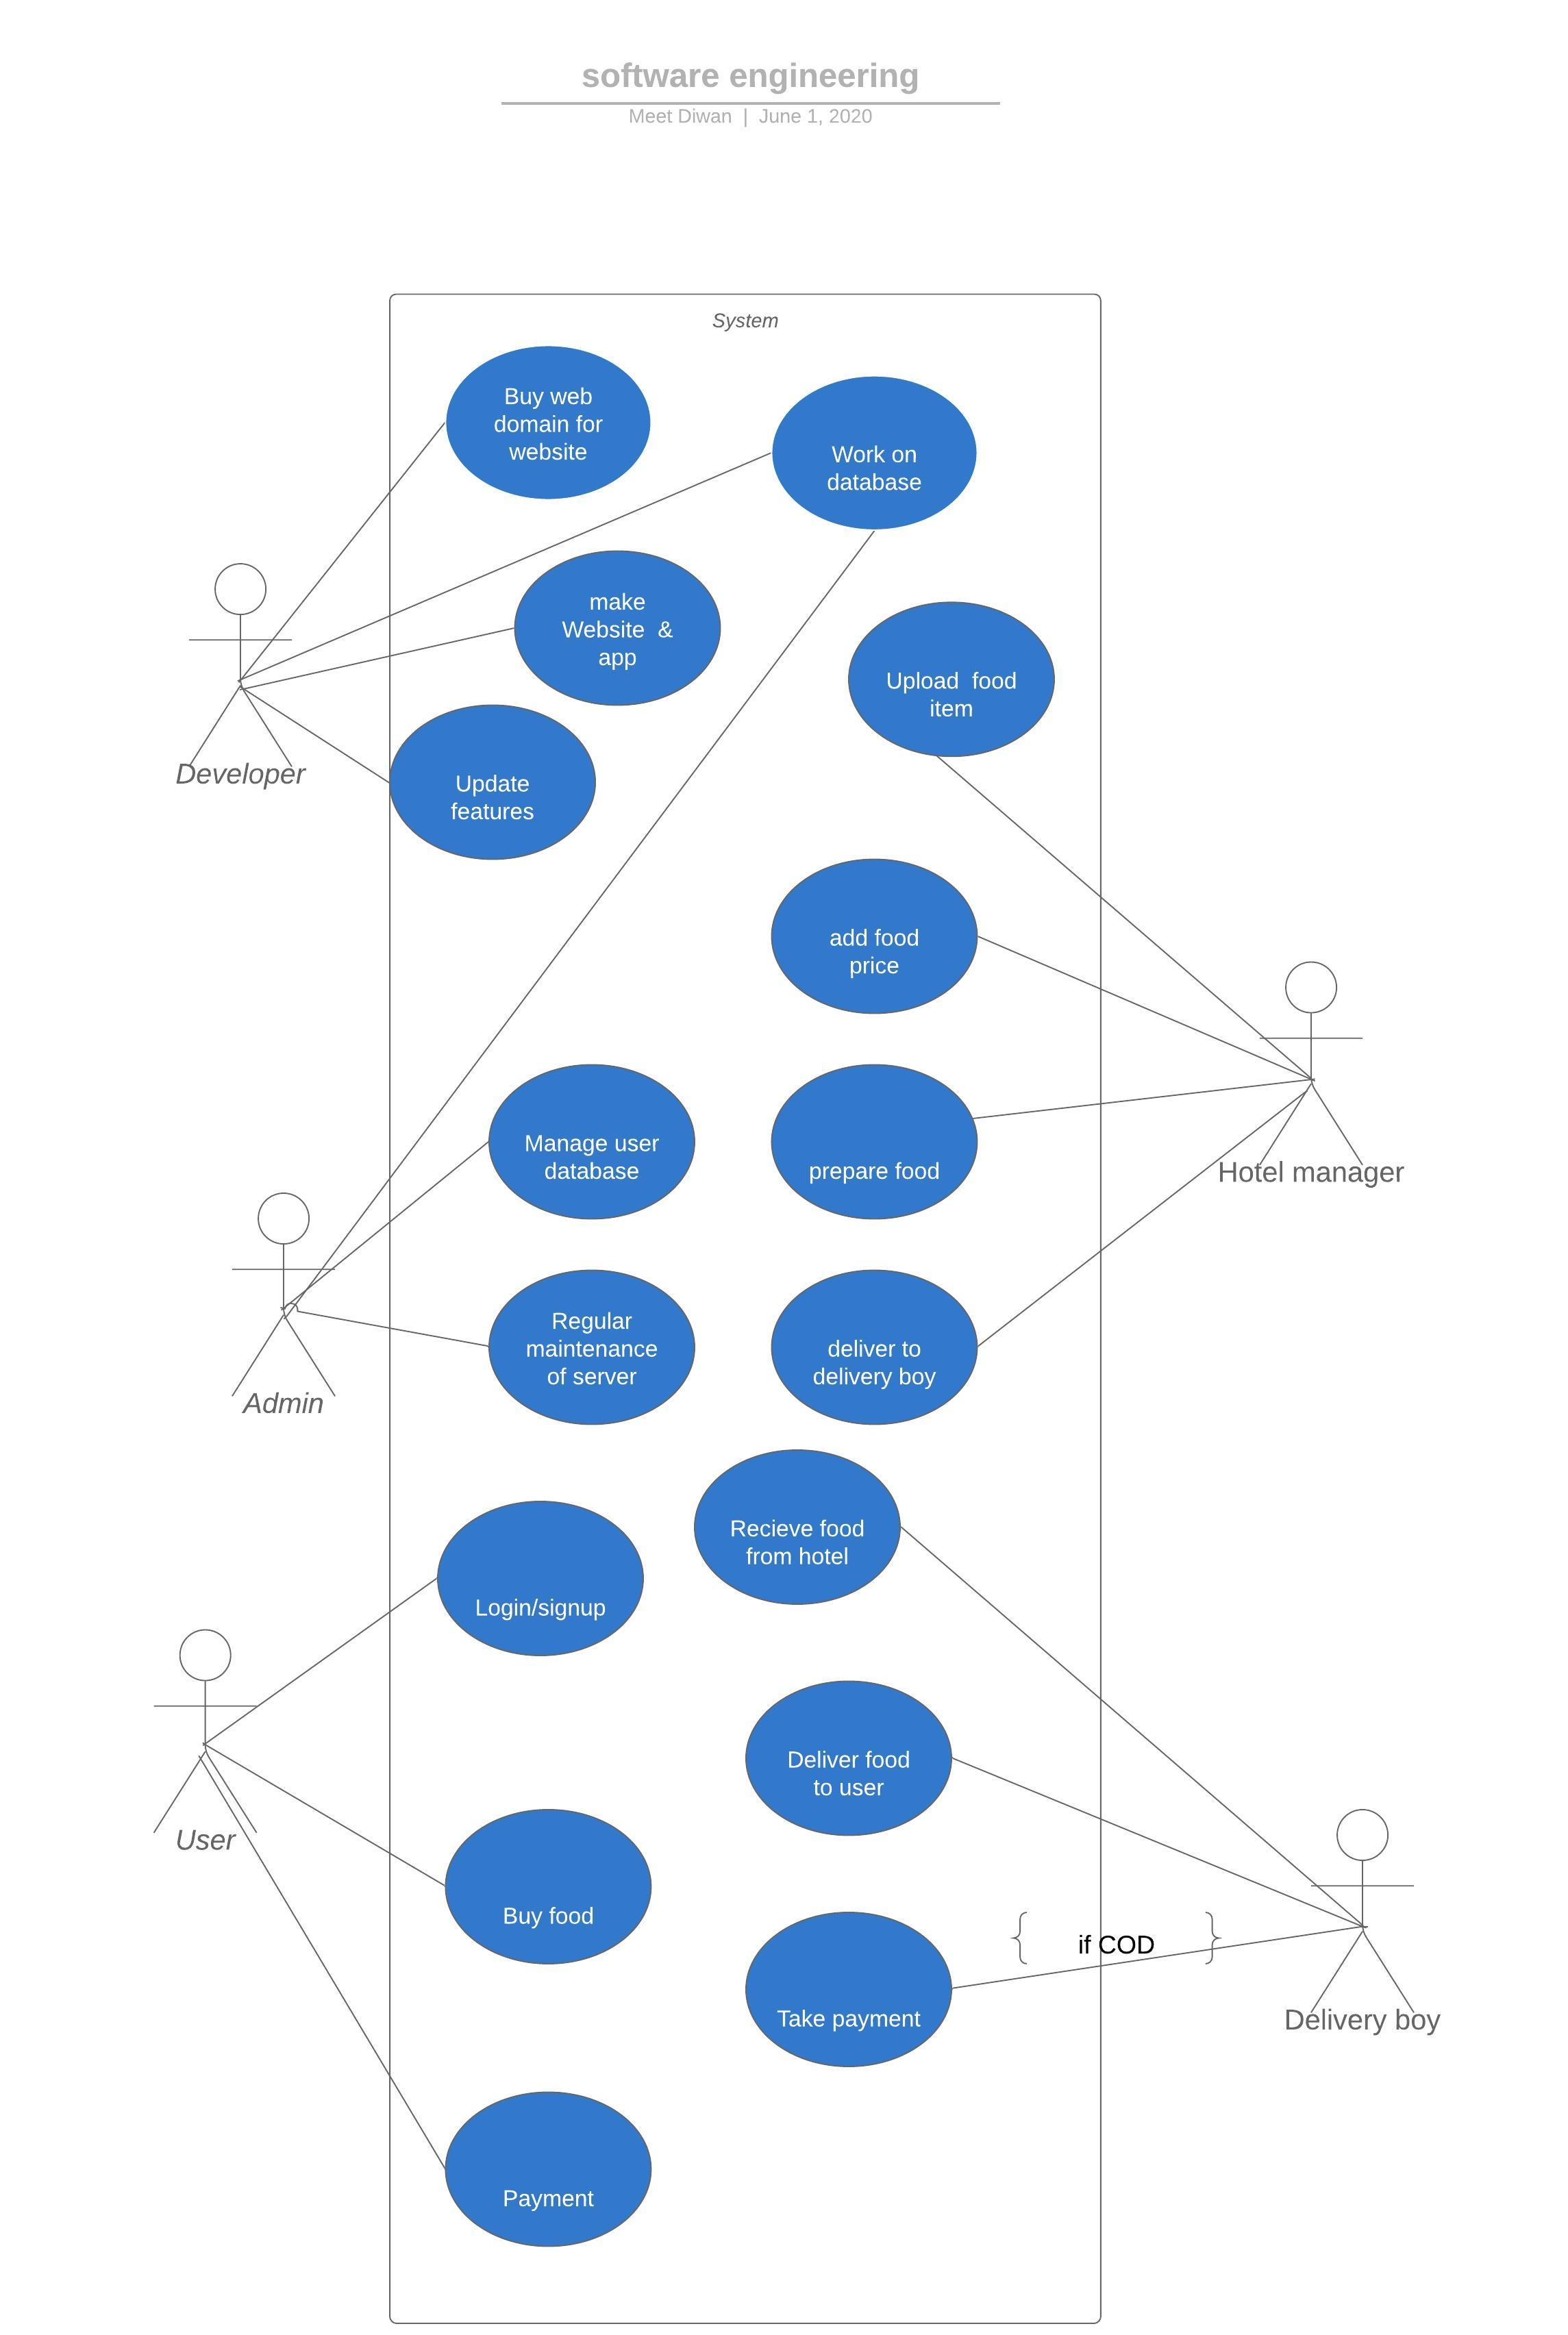 software engineering
Meet Diwan | June 1, 2020
System
Buy web
domain for
website
Work on
database
make
Website  &
app
Upload  food
item
Developer
Update
features
add food
price
Manage user
database
prepare food
Hotel manager
Regular
maintenance
of server
deliver to
delivery boy
Admin
Recieve food
from hotel
Login/signup
Deliver food
to user
User
Buy food
if COD
Take payment
Delivery boy
Payment